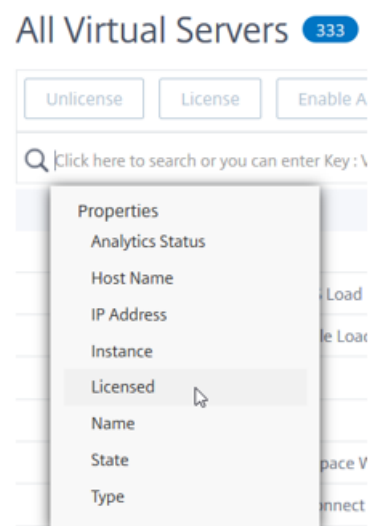 All Virtual Servers 333
Unlicense License Enable A
Click here to search or you can enter Key : V
Properties
Analytics Status
Host Name
IP Address
Instance
Licensed
Name
State
Type
Load
le Load
pace W
nnect